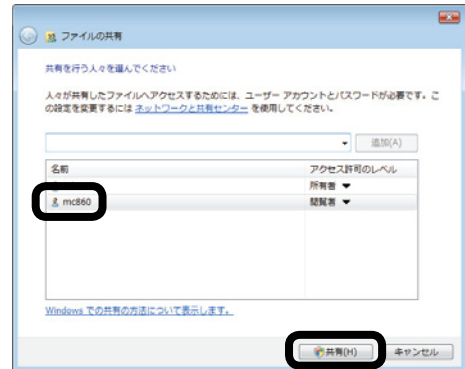 ファイルの共有
共有を行う人々を選んでください
人々が共有したファイルへアクセスするためには、ユーザー アカウントとパスワードが必要です。こ
の設定を変更するには ネットワークと共有センター を使用してください。
追加(A)
名前 アクセス許可のレベル
所有者
mc860 閲覧者
Windows での共有の方法について表示します。
共有(H) キャンセル